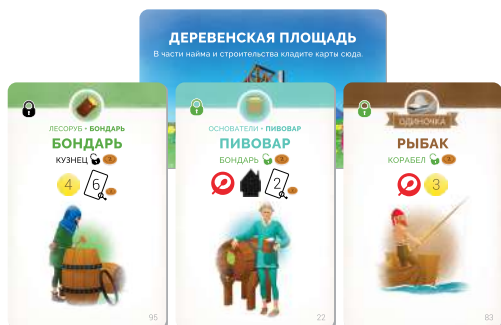 ДЕРЕВЕНСКАЯ ПЛОЩАДЬ
В части найма и строительства кладите карты сюда.
ЛЕСОРУБ • БОНДАРЬ
БОНДАРЬ
КУЗНЕЦ
4 6
95
ОСНОВАТЕЛИ • ПИВОВАР
ПИВОВАР
БОНДАРЬ
2
22
ОДИНОЧКА
РЫБАК
КОРАБЕЛ
3
83